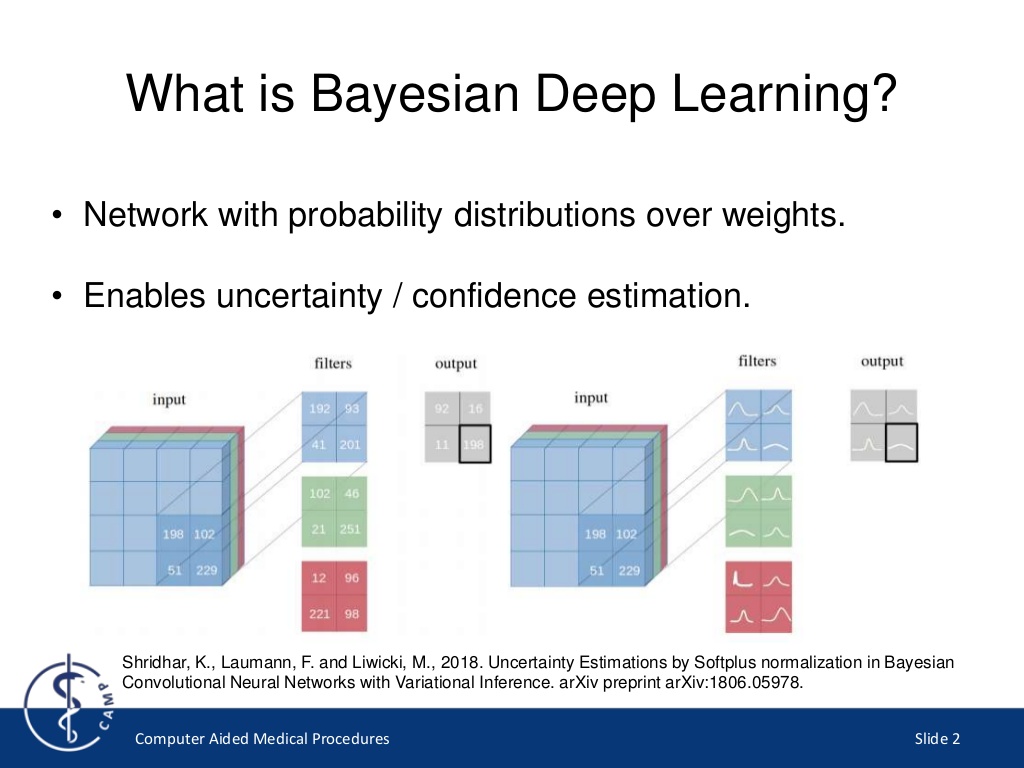 What is Bayesian Deep Learning?
• Network with probability distributions over weights.
• Enables uncertainty / confidence estimation.
filters
output
input
192 93
41 201
102 46
21 251
12 96
221 98
92 16
11 198
198 102
51 229
filters
output
input
198 102
51 229
Shridhar, K., Laumann, F. and Liwicki, M., 2018. Uncertainty Estimations by Softplus normalization in Bayesian
Convolutional Neural Networks with Variational Inference. arXiv preprint arXiv:1806.05978.
CAMP
Computer Aided Medical Procedures
Slide 2